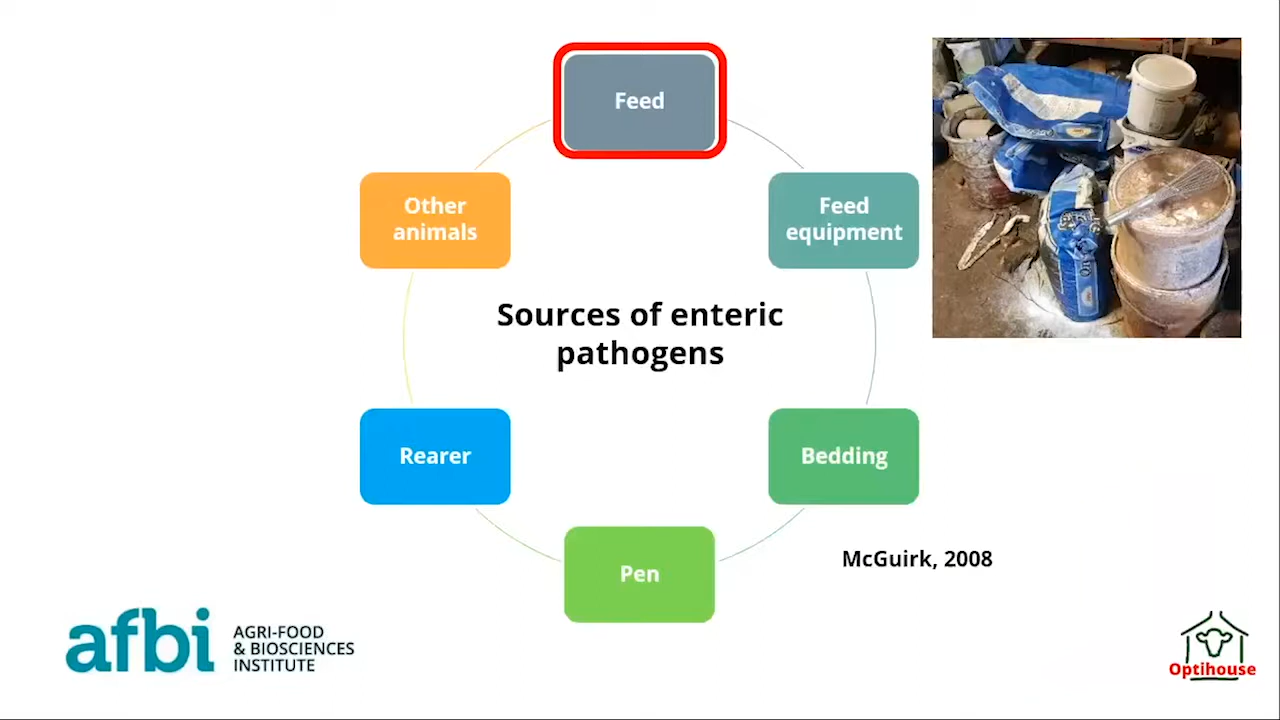 Feed
Other
animals
Feed
equipment
Sources of enteric
pathogens
Rearer
Bedding
Pen
McGuirk, 2008
afbi
AGRI-FOOD
& BIOSCIENCES
INSTITUTE
Optihouse